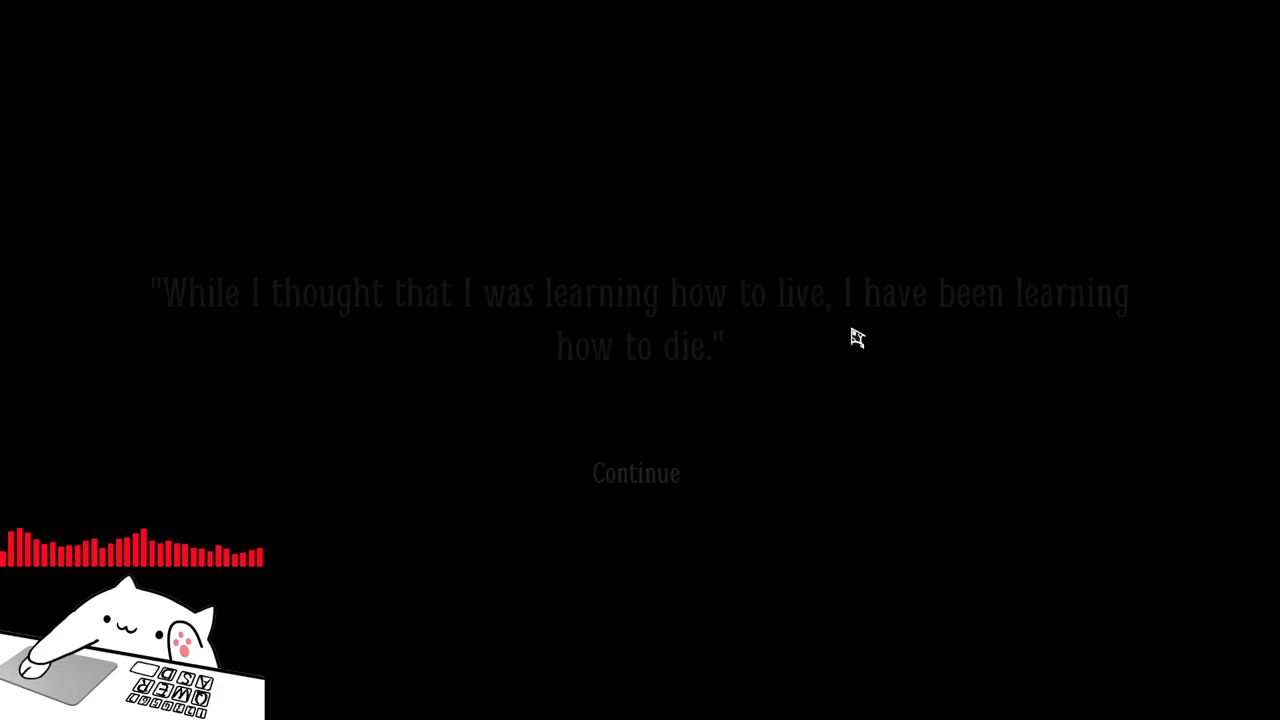 "While I thought that I was learning how to live, I have been learning
how to die."
Continue
A S D
Q W E R